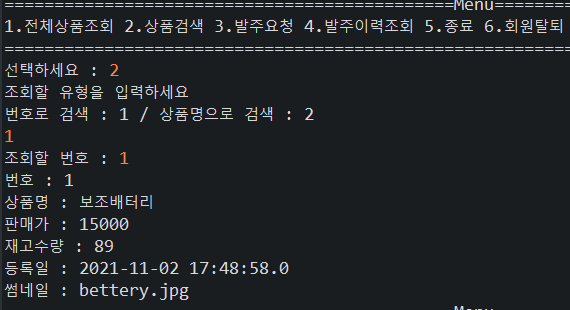 ================================================Menu===========
1.전체상품조회 2.상품검색 3.발주요청 4.발주이력조회 5.종료 6.회원탈퇴
===============================================================
선택하세요 : 2
조회할 유형을 입력하세요
번호로 검색 : 1 / 상품명으로 검색 : 2
1
조회할 번호 : 1
번호 : 1
상품명 : 보조배터리
판매가 : 15000
재고수량 : 89
등록일 : 2021-11-02 17:48:58.0
썸네일 : bettery.jpg
Menu